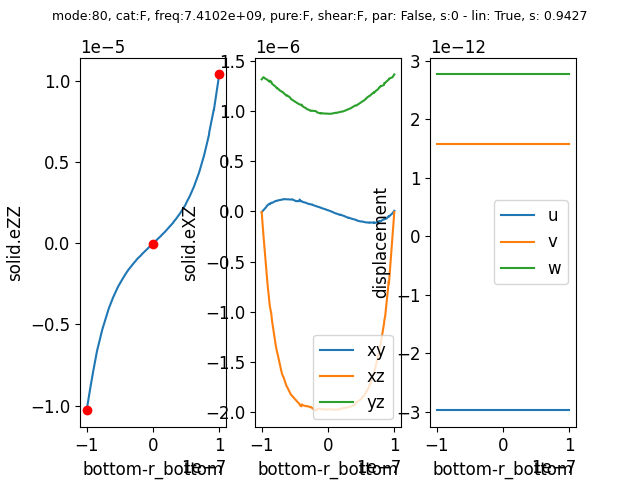 mode:80, cat:F, freq:7.4102e+09, pure:F, shear:F, par: False, s:0 - lin: True, s: 0.9427
1e−5
1e−6
1e−12
solid.eZZ
1.0
0.5
0.0
−0.5
−1.0
−1
0
1
bottom-r_bottom
1e−7
solid.eXZ
1.5
1.0
0.5
0.0
−0.5
−1.0
−1.5
−2.0
xy
xz
yz
−1
0
1
bottom-r_bottom
1e−7
displacement
3
2
1
0
−1
−2
−3
u
v
w
−1
0
1
bottom-r_bottom
1e−7